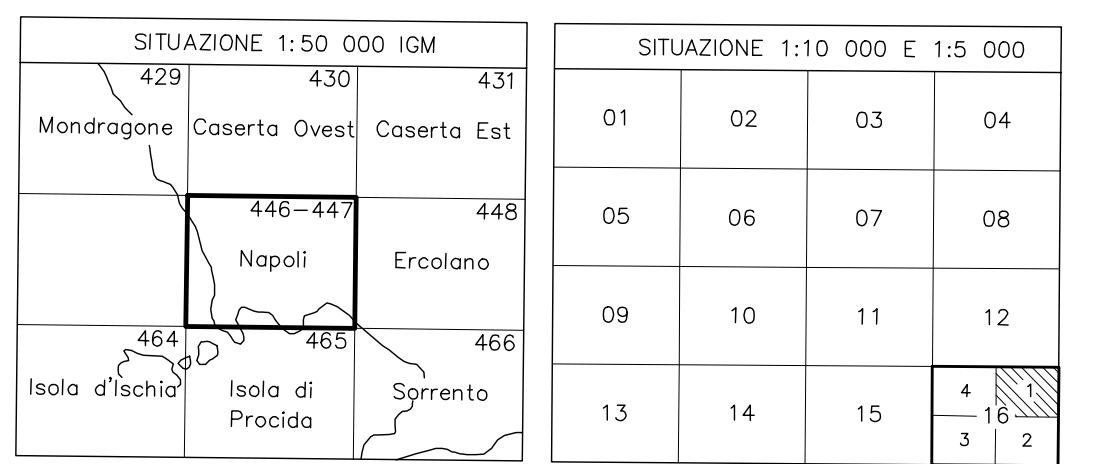 SITUAZIONE 1:50 000 IGM
429 430 431
Mondragone Caserta Ovest Caserta Est
446-447 448
Napoli Ercolano
464 465 466
Isola d'Ischia Isola di Sorrento
Procida
SITUAZIONE 1:10 000 E 1:5 000
01 02 03 04
05 06 07 08
09 10 11 12
4 1
13 14 15 16
3 2